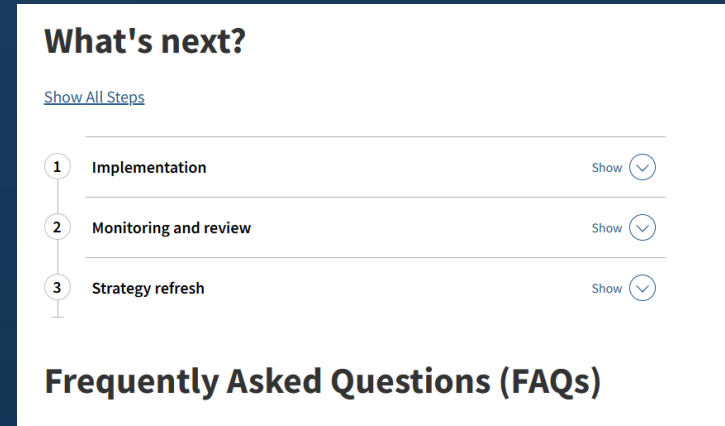 What's next?
Show All Steps
1 Implementation Show
2 Monitoring and review Show
3 Strategy refresh Show
Frequently Asked Questions (FAQs)